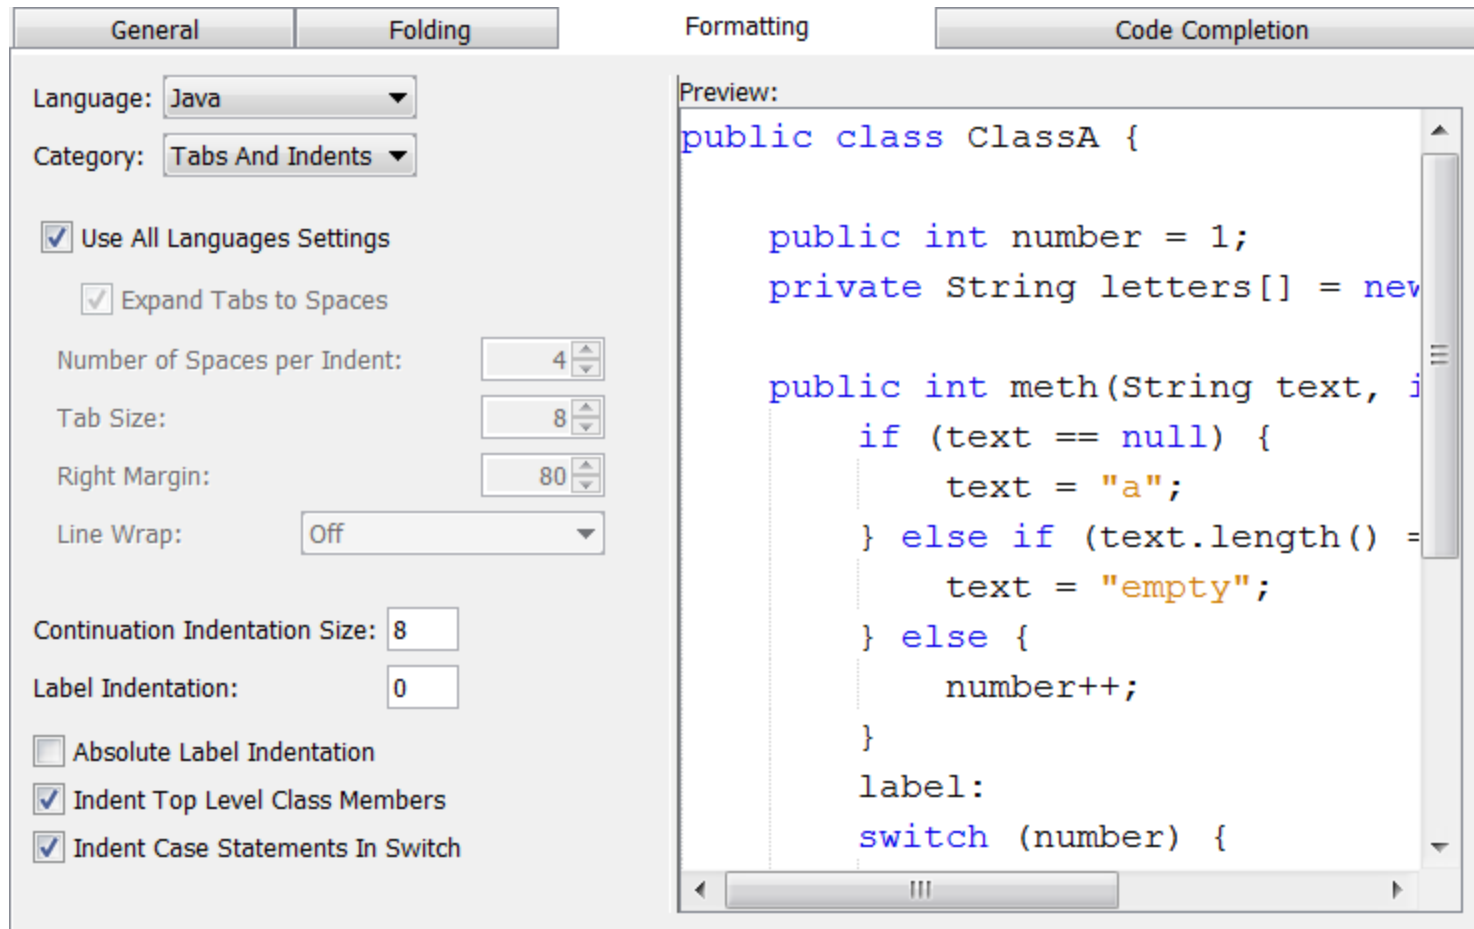 General Folding Formatting Code Completion
Language: Java
Category: Tabs And Indents
Use All Languages Settings
Expand Tabs to Spaces
Number of Spaces per Indent: 4
Tab Size: 8
Right Margin: 80
Line Wrap: Off
Continuation Indentation Size: 8
Label Indentation: 0
Absolute Label Indentation
Indent Top Level Class Members
Indent Case Statements In Switch
Preview:
public class ClassA {
public int number = 1;
private String letters[] = new
public int meth(String text, i
if (text == null) {
text = "a";
} else if (text.length() =
text = "empty";
} else {
number++;
}
label:
switch (number) {